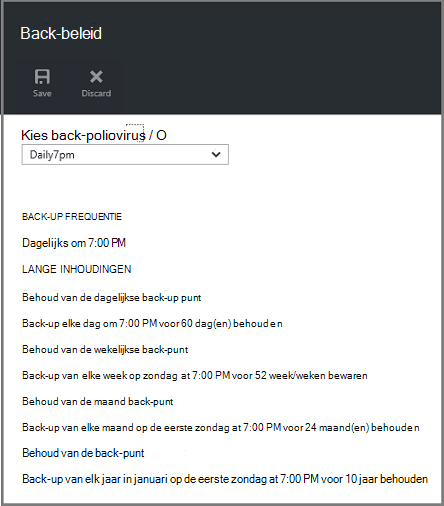 Back-beleid
Save Discard
Kies back-poliovirus / O
Daily7pm
BACK-UP FREQUENTIE
Dagelijks om 7:00 PM
LANGE INHOUDINGEN
Behoud van de dagelijkse back-up punt
Back-up elke dag om 7:00 PM voor 60 dag(en) behouden
Behoud van de wekelijkse back-punt
Back-up van elke week op zondag at 7:00 PM voor 52 week/weken bewaren
Behoud van de maand back-punt
Back-up van elke maand op de eerste zondag at 7:00 PM voor 24 maand(en) behouden
Behoud van de back-punt
Back-up van elk jaar in januari op de eerste zondag at 7:00 PM voor 10 jaar behouden